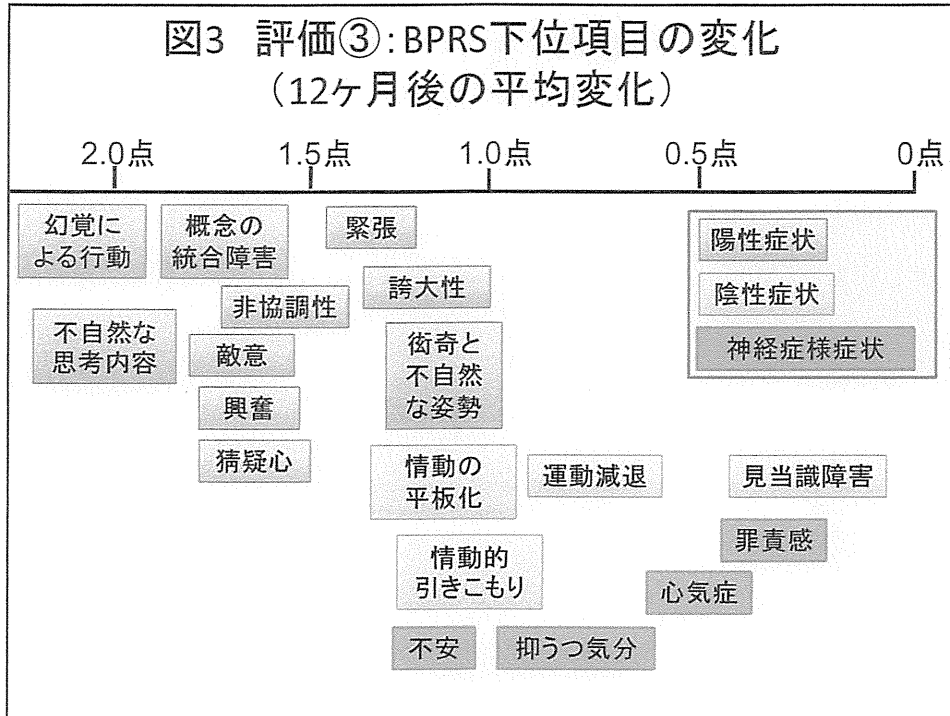 図3 評価③:BPRS下位項目の変化
(12ヶ月後の平均変化)
2.0点
1.5点
1.0点
0.5点
0点
幻覚に
よる行動
概念の
統合障害
緊張
陽性症状
陰性症状
神経症様症状
誇大性
非協調性
不自然な
思考内容
敵意
衒奇と
不自然
な姿勢
興奮
猜疑心
情動の
平板化
運動減退
見当識障害
罪責感
情動的
引きこもり
心気症
不安
抑うつ気分